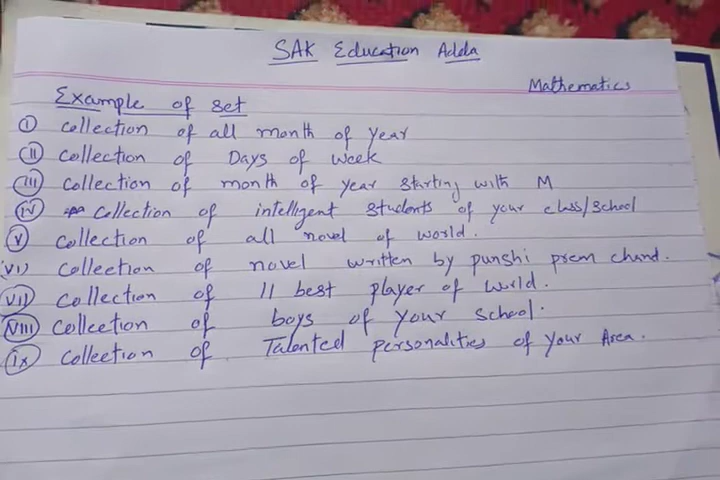 SAK Education Adda
Mathematics
Example of set
(I) Collection of all month of Year
(II) Collection of Days of Week
(III) Collection of month of Year starting with M
(IV) Collection of intelligent students of your class/school
(V) Collection of all novel of world.
(VI) Collection of novel written by punshi prem chand.
(VII) Collection of 11 best player of world.
(VIII) Collection of boys of your school.
(IX) Collection of Talented personalities of your Area.